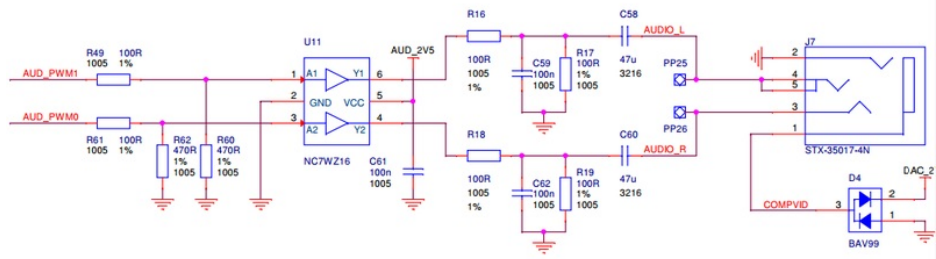 R16
C58
AUDIO_L
J7
U11
R49 100R
1005 1%
AUD_PWM1
AUD_2V5
100R
1005
1%
C59
100n
1005
R17
100R
1%
1005
47u
3216
PP25
2
4
5
3
1
STX-35017-4N
1 A1 Y1 6
2 GND VCC 5
3 A2 Y2 4
NC7WZ16
AUD_PWM0
R61 100R
1005 1%
R62
470R
1%
1005
R60
470R
1%
1005
C61
100n
1005
R18
C60
AUDIO_R
PP26
100R
1005
1%
C62
100n
1005
R19
100R
1%
1005
47u
3216
COMPVID
D4
DAC_2
3
2
1
BAV99